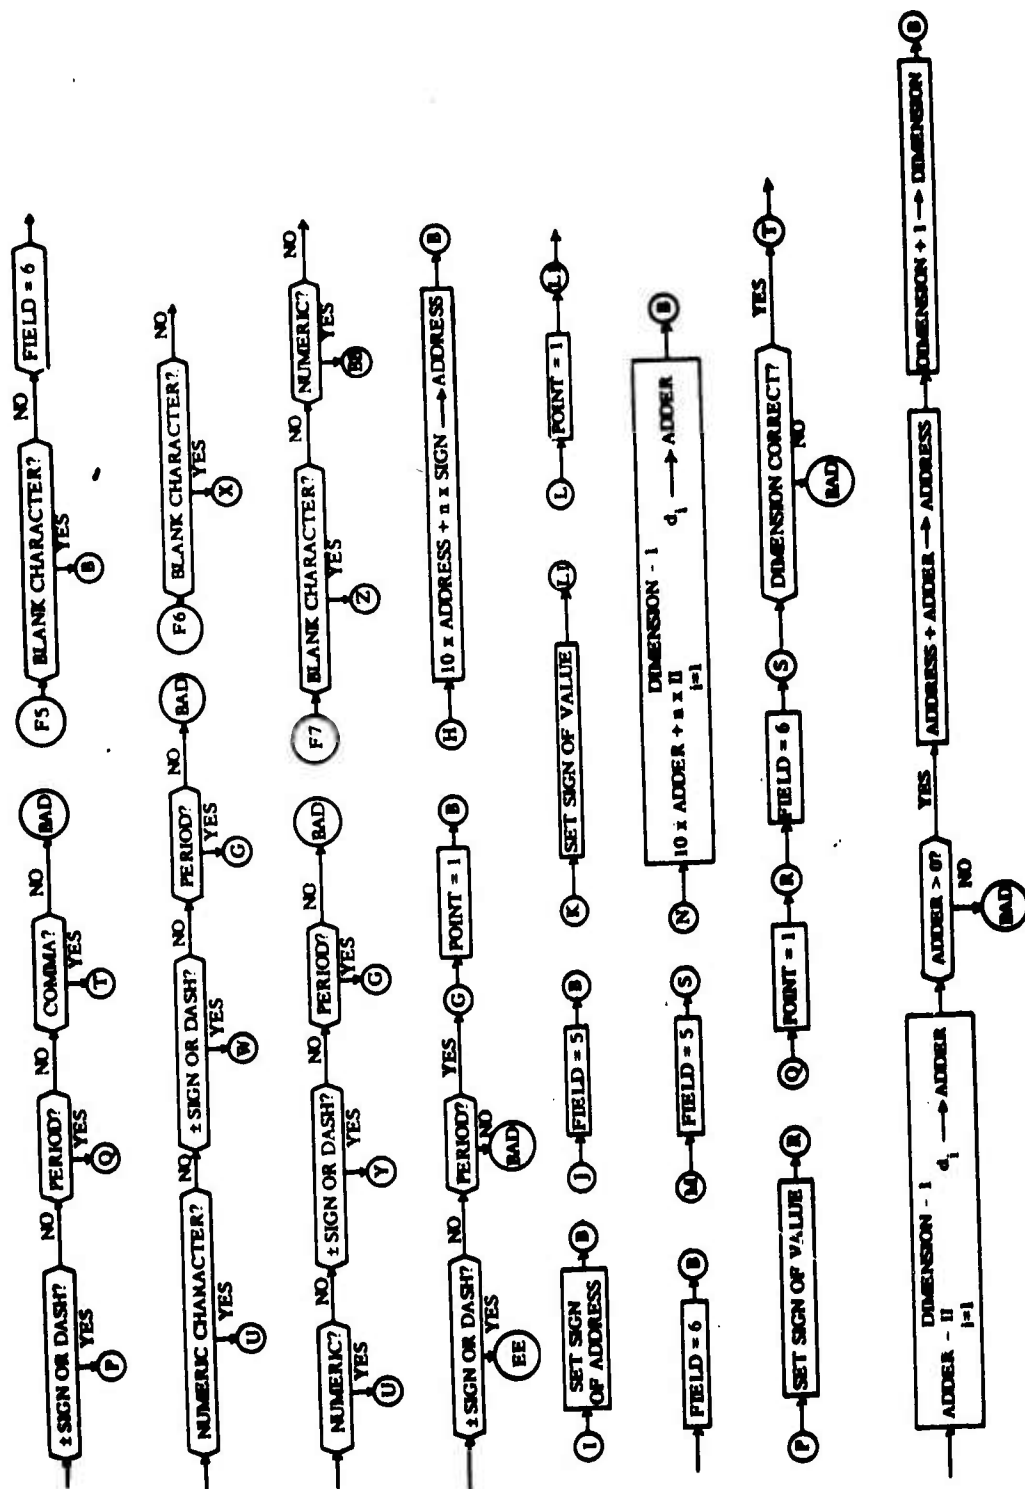 ± SIGN OR DASH?
NO
YES
P
PERIOD?
NO
YES
Q
COMMA?
NO
YES
T
BAD
F5
BLANK CHARACTER?
NO
YES
B
FIELD = 6
NUMERIC CHARACTER?
NO
YES
U
± SIGN OR DASH?
NO
YES
W
PERIOD?
NO
YES
G
BAD
F6
BLANK CHARACTER?
NO
YES
X
NUMERIC?
NO
YES
U
± SIGN OR DASH?
NO
YES
Y
PERIOD?
NO
YES
G
BAD
F7
BLANK CHARACTER?
NO
YES
Z
NUMERIC?
NO
YES
BB
± SIGN OR DASH?
NO
YES
EE
PERIOD?
YES
NO
BAD
G
POINT = 1
B
H
10 x ADDRESS + n x SIGN → ADDRESS
B
I
SET SIGN
OF ADDRESS
B
J
FIELD = 5
B
K
SET SIGN OF VALUE
L1
L
POINT = 1
L1
FIELD = 6
B
M
FIELD = 5
S
N
DIMENSION - 1
10 x ADDER + n x Π d_i → ADDER
i=1
B
P
SET SIGN OF VALUE
R
Q
POINT = 1
R
FIELD = 6
S
DIMENSION CORRECT?
YES
NO
BAD
T
DIMENSION - 1
ADDER - Π d_i → ADDER
i=1
ADDER > 0?
YES
NO
BAD
ADDRESS + ADDER → ADDRESS
DIMENSION + 1 → DIMENSION
B